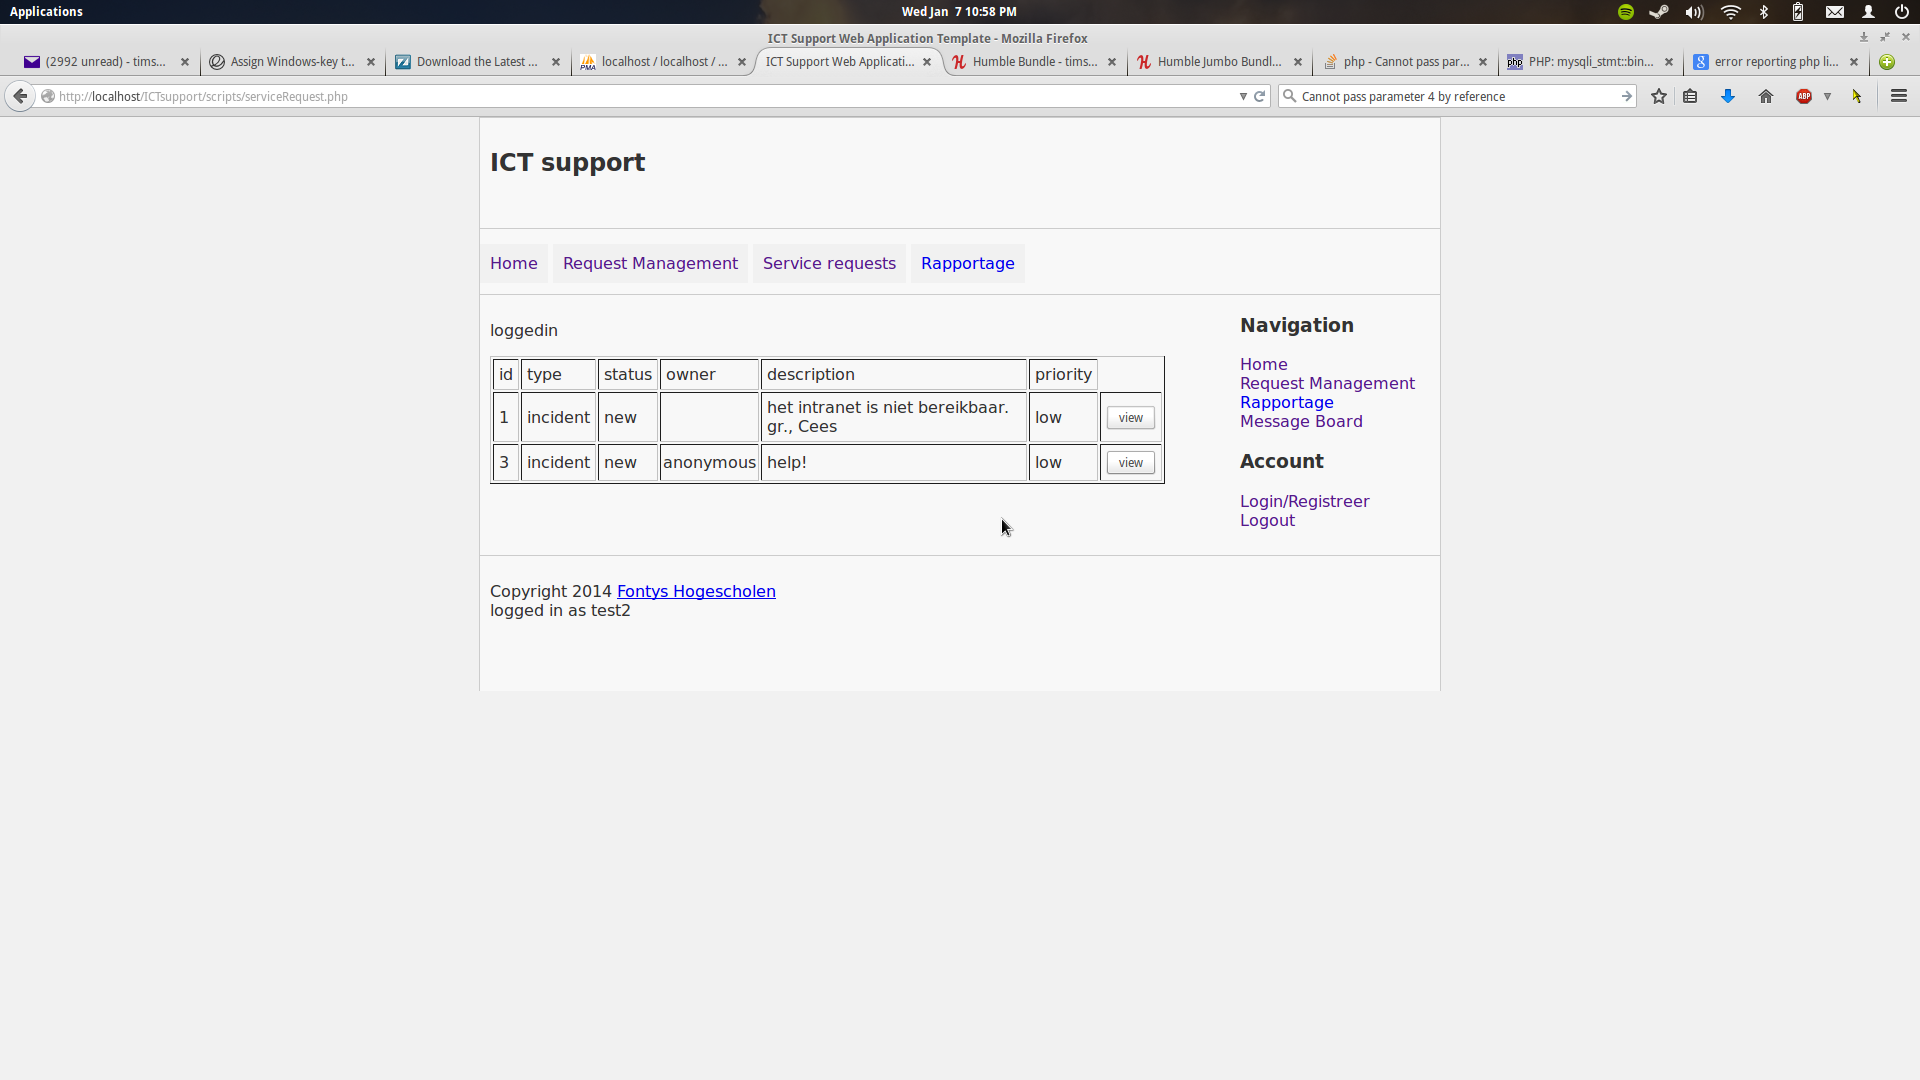 Applications
Wed Jan 7 10:58 PM
ICT Support Web Application Template - Mozilla Firefox
(2992 unread) - tims...
Assign Windows-key t...
Download the Latest ...
localhost / localhost / ...
ICT Support Web Applicati...
Humble Bundle - tims...
Humble Jumbo Bundl...
php - Cannot pass par...
PHP: mysqli_stmt::bin...
error reporting php li...
http://localhost/ICTsupport/scripts/serviceRequest.php
Cannot pass parameter 4 by reference
ABP
ICT support
Home Request Management Service requests Rapportage
loggedin
id type status owner description priority
1 incident new het intranet is niet bereikbaar. low view
gr., Cees
3 incident new anonymous help! low view
Navigation
Home
Request Management
Rapportage
Message Board
Account
Login/Registreer
Logout
Copyright 2014 Fontys Hogescholen
logged in as test2